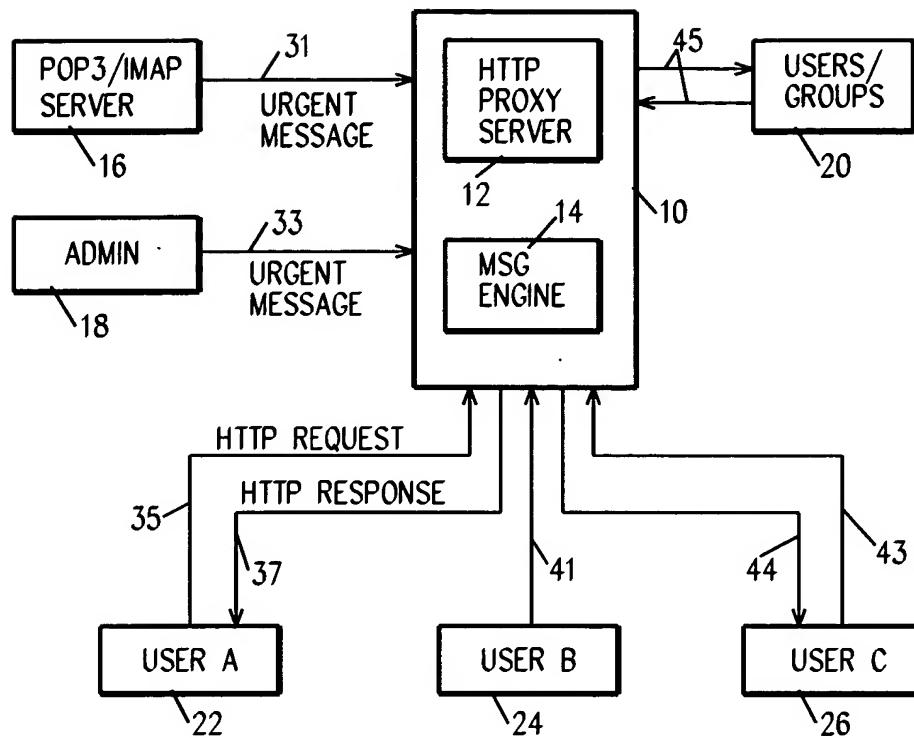 POP3/IMAP
SERVER
16
31
URGENT
MESSAGE
HTTP
PROXY
SERVER
12
45
USERS/
GROUPS
20
10
ADMIN
18
33
URGENT
MESSAGE
14
MSG
ENGINE
HTTP REQUEST
HTTP RESPONSE
35
37
41
44
43
USER A
22
USER B
24
USER C
26